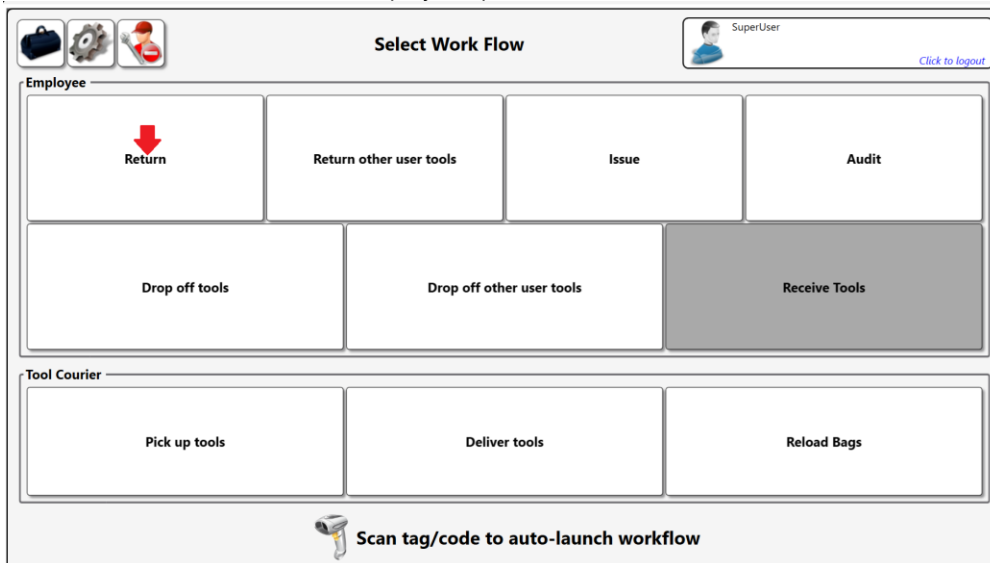 Select Work Flow
SuperUser
Click to logout
Employee
Return
Return other user tools
Issue
Audit
Drop off tools
Drop off other user tools
Receive Tools
Tool Courier
Pick up tools
Deliver tools
Reload Bags
Scan tag/code to auto-launch workflow